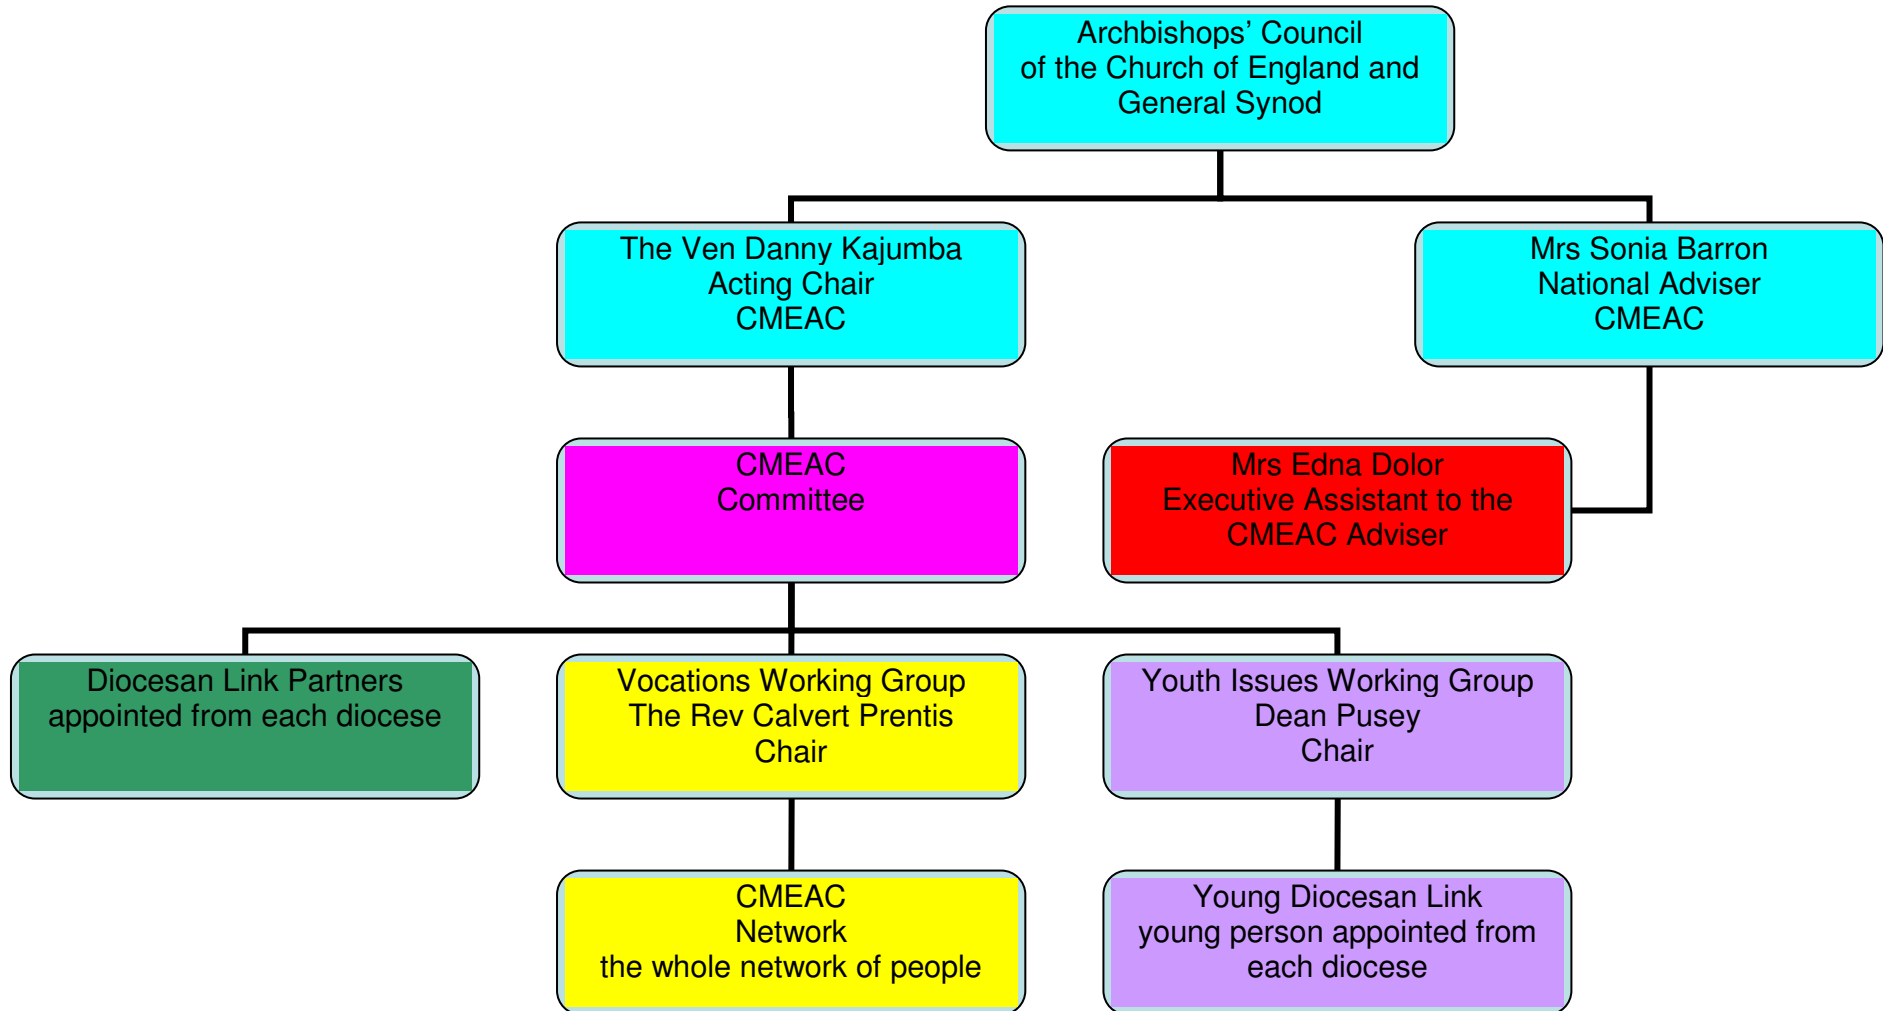 Archbishops’ Council
of the Church of England and
General Synod
The Ven Danny Kajumba
Acting Chair
CMEAC
Mrs Sonia Barron
National Adviser
CMEAC
CMEAC
Committee
Mrs Edna Dolor
Executive Assistant to the
CMEAC Adviser
Diocesan Link Partners
appointed from each diocese
Vocations Working Group
The Rev Calvert Prentis
Chair
Youth Issues Working Group
Dean Pusey
Chair
CMEAC
Network
the whole network of people
Young Diocesan Link
young person appointed from
each diocese